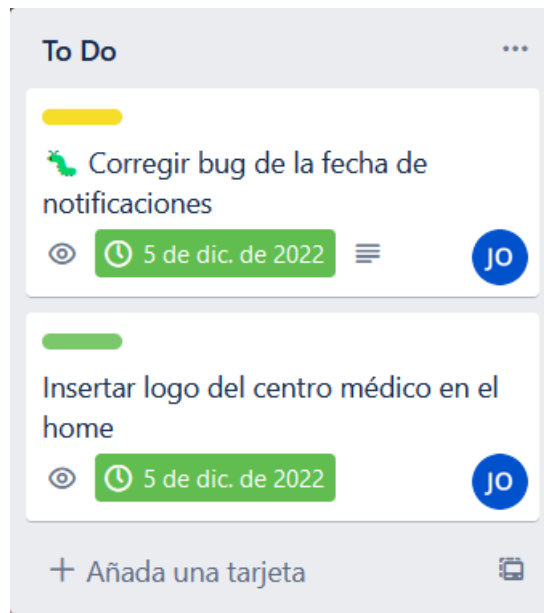 To Do
Corregir bug de la fecha de
notificaciones
5 de dic. de 2022
JO
Insertar logo del centro médico en el
home
5 de dic. de 2022
JO
+ Añada una tarjeta